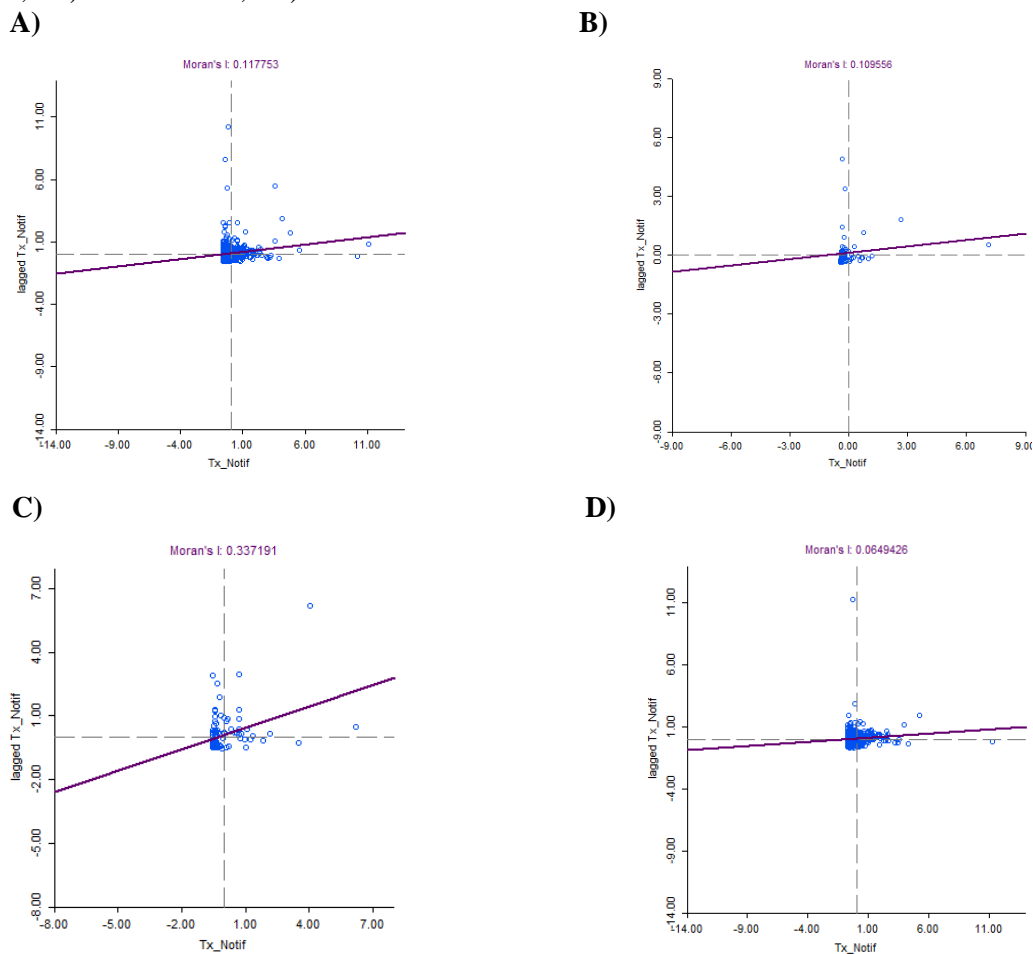 A)
B)
Moran's I: 0.117753
Moran's I: 0.109556
lagged Tx_Notif
11.00
6.00
1.00
-4.00
-9.00
-14.00
-14.00 -9.00 -4.00 1.00 6.00 11.00
Tx_Notif
lagged Tx_Notif
9.00
6.00
3.00
0.00
-3.00
-6.00
-9.00
-9.00 -6.00 -3.00 0.00 3.00 6.00 9.00
Tx_Notif
C)
D)
Moran's I: 0.337191
Moran's I: 0.0649426
lagged Tx_Notif
7.00
4.00
1.00
-2.00
-5.00
-8.00
-8.00 -5.00 -2.00 1.00 4.00 7.00
Tx_Notif
lagged Tx_Notif
11.00
6.00
1.00
-4.00
-9.00
-14.00
-14.00 -9.00 -4.00 1.00 6.00 11.00
Tx_Notif